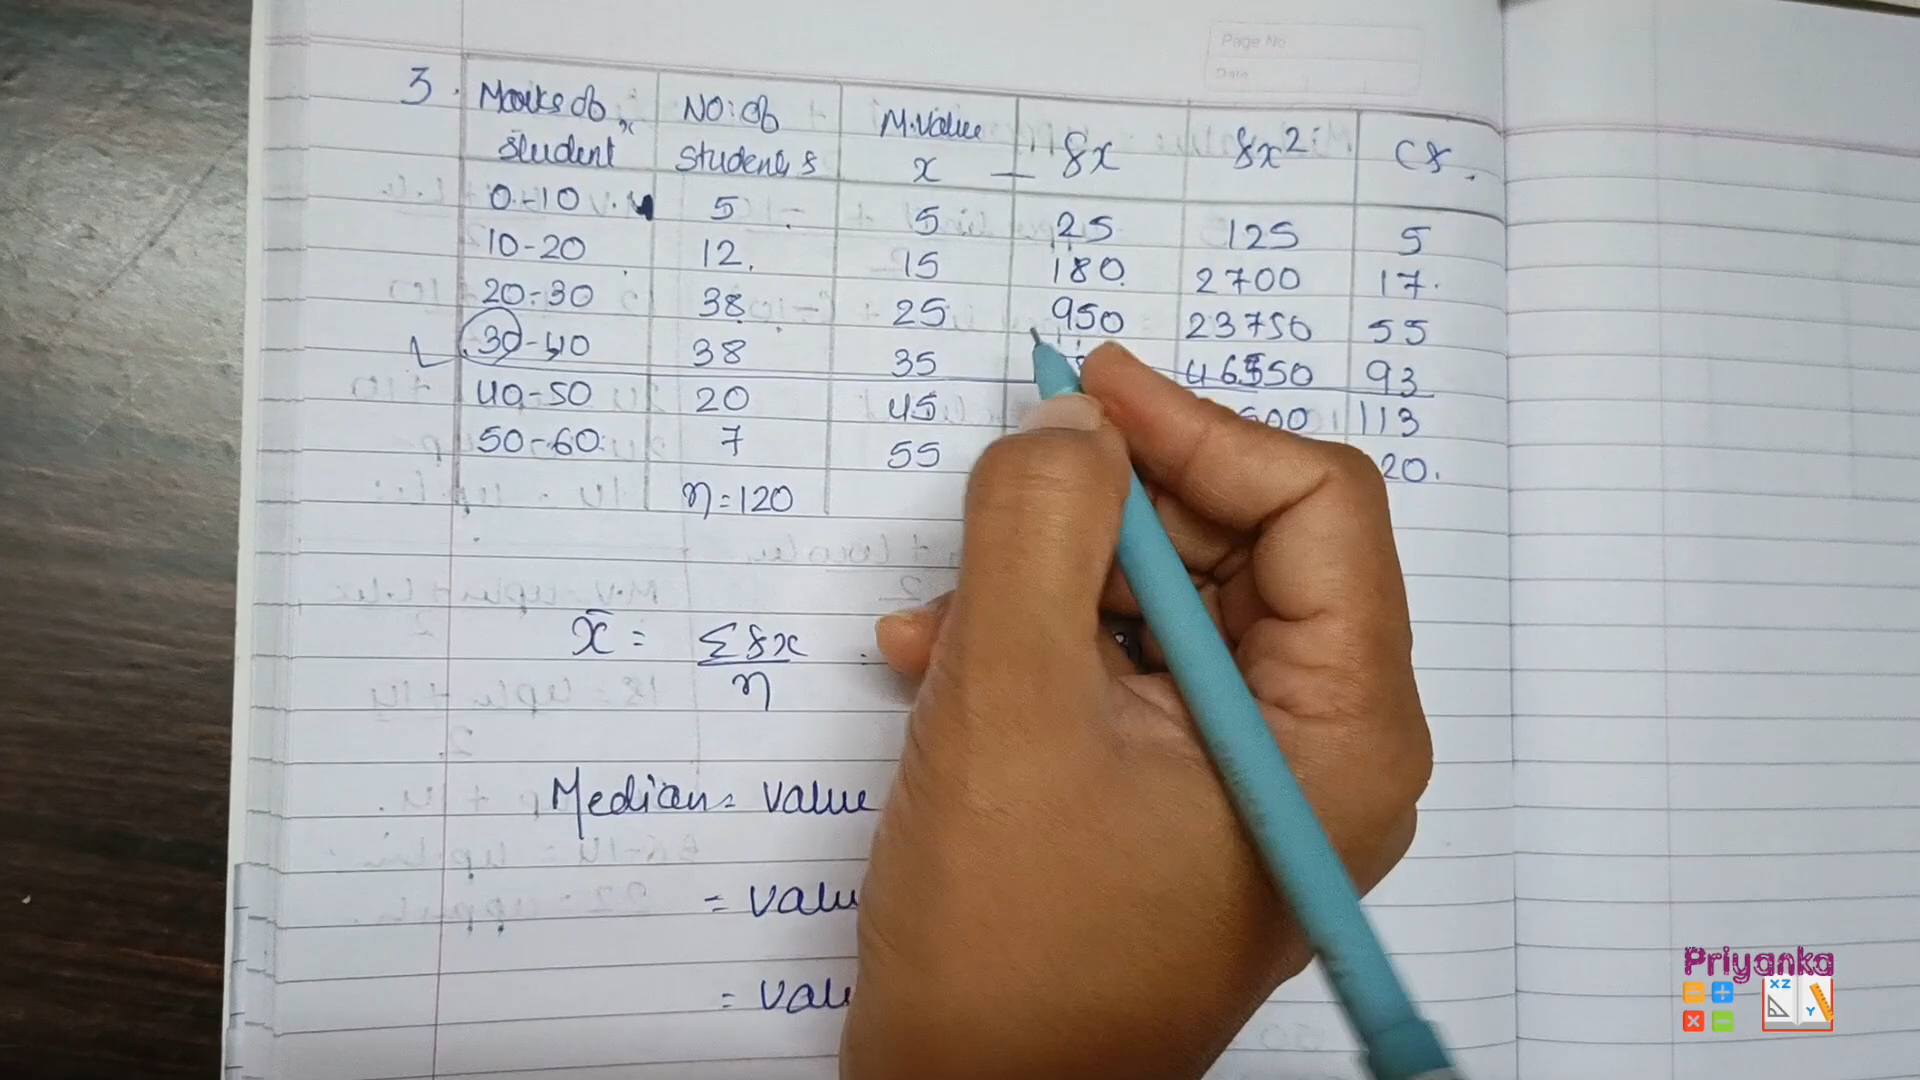 Page No
Date
3. Marks of student x | NO: of students | M. Value x | fx | fx² | Cf.
0-10 5 5 25 125 5
10-20 12. 15 180 2700 17.
20-30 38 25 950 23750 55
30-40 38 35 46550 93
40-50 20 45 500 113
50-60 7 55 20.
n=120
x̄ = Σfx / n =
Median = Value
= Valu
= Valu
Priyanka